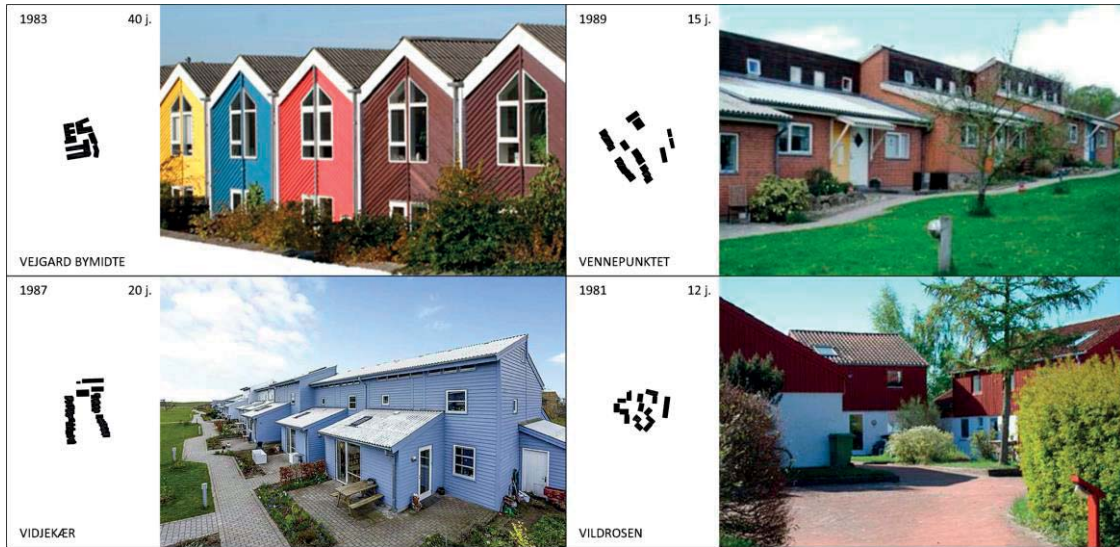 1983 40 j.
VEJGARD BYMIDTE
1989 15 j.
VENNEPUNKTET
1987 20 j.
VIDJEKÆR
1981 12 j.
VILDROSEN